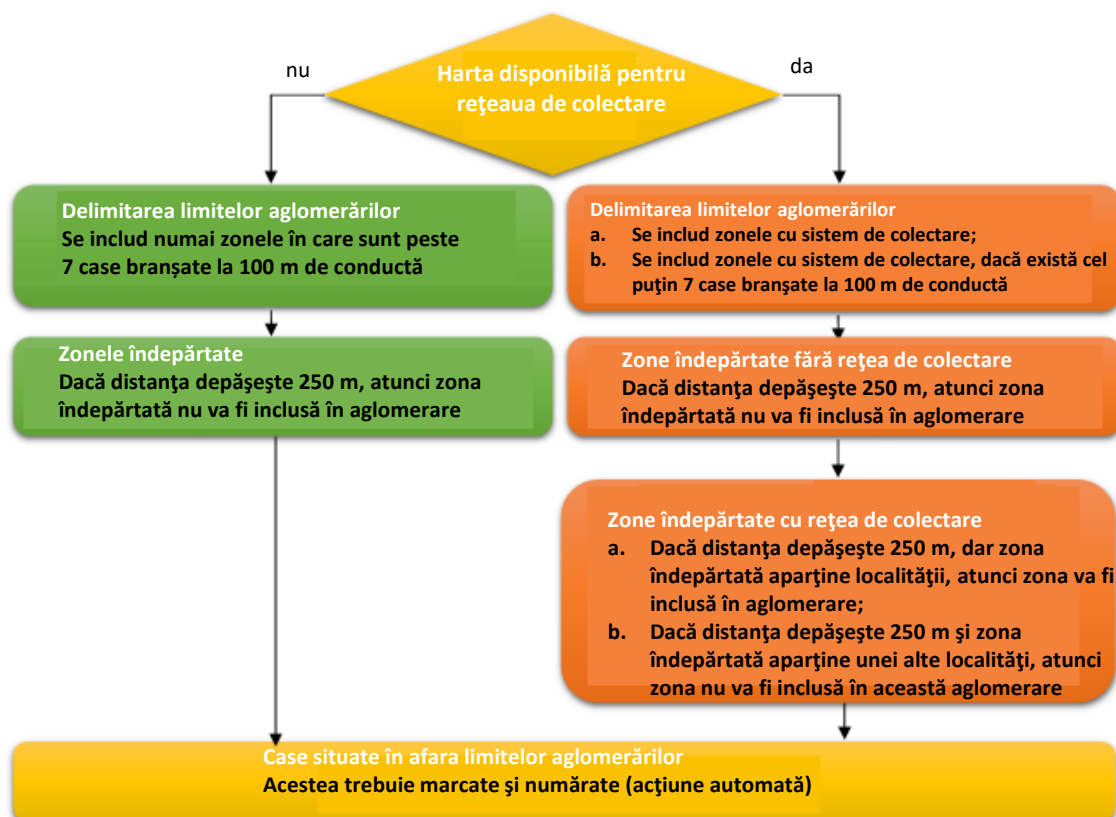 nu
Harta disponibilă pentru
reţeaua de colectare
da
Delimitarea limitelor aglomerărilor
Se includ numai zonele în care sunt peste
7 case branșate la 100 m de conductă
Zonele îndepărtate
Dacă distanţa depăşeşte 250 m, atunci zona
îndepărtată nu va fi inclusă în aglomerare
Delimitarea limitelor aglomerărilor
a. Se includ zonele cu sistem de colectare;
b. Se includ zonele cu sistem de colectare, dacă există cel
puţin 7 case branşate la 100 m de conductă
Zone îndepărtate fără reţea de colectare
Dacă distanţa depăşeşte 250 m, atunci zona
îndepărtată nu va fi inclusă în aglomerare
Zone îndepărtate cu reţea de colectare
a. Dacă distanţa depăşeşte 250 m, dar zona
îndepărtată aparţine localităţii, atunci zona va fi
inclusă în aglomerare;
b. Dacă distanţa depăşeşte 250 m şi zona
îndepărtată aparţine unei alte localităţi, atunci
zona nu va fi inclusă în această aglomerare
Case situate în afara limitelor aglomerărilor
Acestea trebuie marcate şi numărate (acţiune automată)